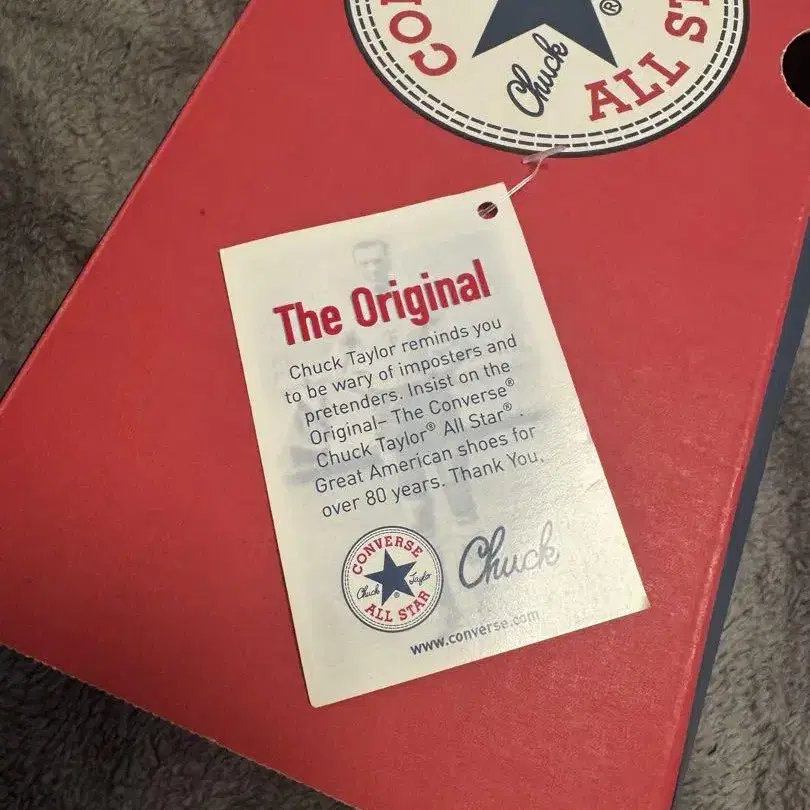 CON
ALL ST
Chuck
®
The Original
Chuck Taylor reminds you
to be wary of imposters and
pretenders. Insist on the
Original– The Converse®
Chuck Taylor® All Star® .
Great American shoes for
over 80 years. Thank You.
CONVERSE
Chuck Taylor
®
ALL STAR
Chuck
www.converse.com